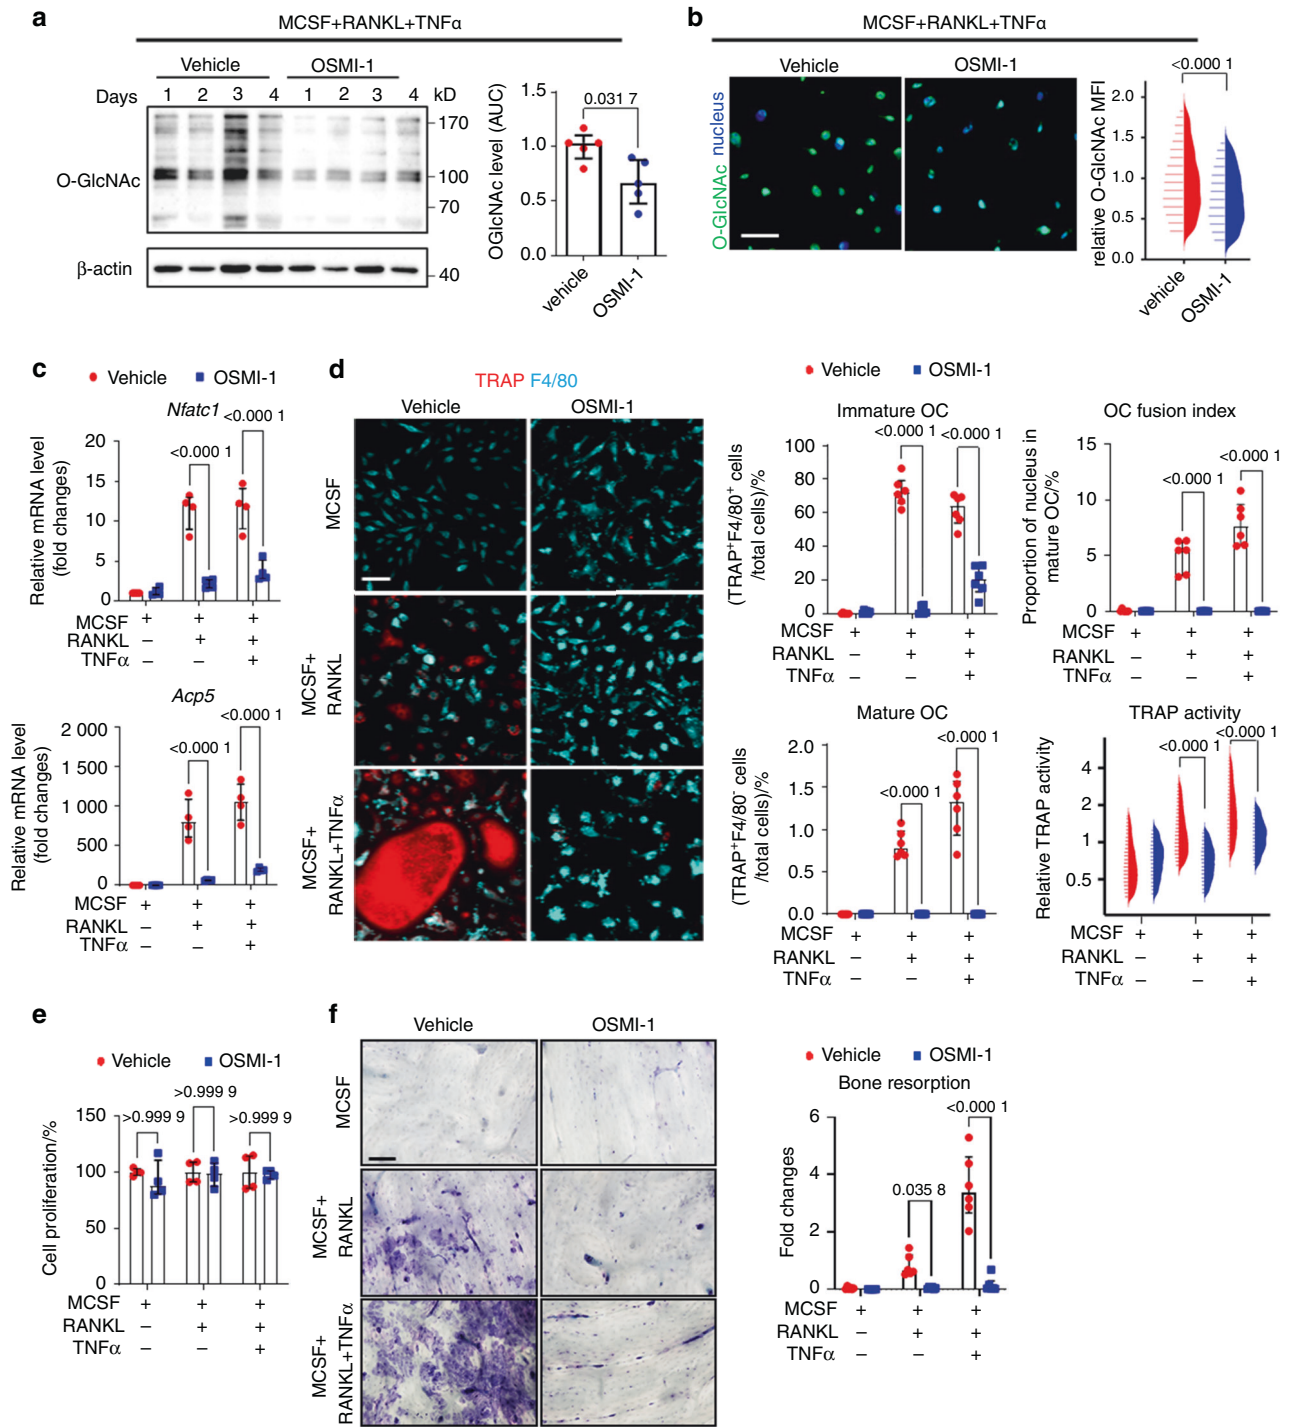 a
MCSF+RANKL+TNFα
Vehicle OSMI-1
Days 1 2 3 4 1 2 3 4 kD
170
O-GlcNAc
100
70
β-actin
40
OGlcNAc level (AUC)
1.5
1.0
0.5
0.0
0.031 7
vehicle
OSMI-1
b
MCSF+RANKL+TNFα
Vehicle OSMI-1
O-GlcNAc nucleus
relative O-GlcNAc MFI
<0.000 1
2.0
1.5
1.0
0.5
0.0
vehicle
OSMI-1
c
Vehicle OSMI-1
Nfatc1
<0.000 1
<0.000 1
Relative mRNA level
(fold changes)
20
15
10
5
0
MCSF + + +
RANKL – + +
TNFα – – +
Acp5
<0.000 1
<0.000 1
Relative mRNA level
(fold changes)
2 000
1 500
1 000
500
0
MCSF + + +
RANKL – + +
TNFα – – +
d
TRAP F4/80
Vehicle OSMI-1
MCSF
MCSF+
RANKL
MCSF+
RANKL+TNFα
Vehicle OSMI-1
Immature OC
<0.000 1
<0.000 1
(TRAP⁺F4/80⁺ cells
/total cells)/%
100
80
60
40
20
0
MCSF + + +
RANKL – + +
TNFα – – +
OC fusion index
<0.000 1
<0.000 1
Proportion of nucleus in
mature OC/%
15
10
5
0
MCSF + + +
RANKL – + +
TNFα – – +
Mature OC
<0.000 1
<0.000 1
(TRAP⁺F4/80⁻ cells
/total cells)/%
2.0
1.5
1.0
0.5
0.0
MCSF + + +
RANKL – + +
TNFα – – +
TRAP activity
<0.000 1
<0.000 1
Relative TRAP activity
4
2
1
0.5
MCSF + + +
RANKL – – +
TNFα – – +
e
Vehicle OSMI-1
>0.999 9
>0.999 9 >0.999 9
Cell proliferation/%
150
100
50
0
MCSF + + +
RANKL – + +
TNFα – – +
f
Vehicle OSMI-1
MCSF
MCSF+
RANKL
MCSF+
RANKL+TNFα
Vehicle OSMI-1
Bone resorption
<0.000 1
0.035 8
Fold changes
6
4
2
0
MCSF + + +
RANKL – + +
TNFα – – +